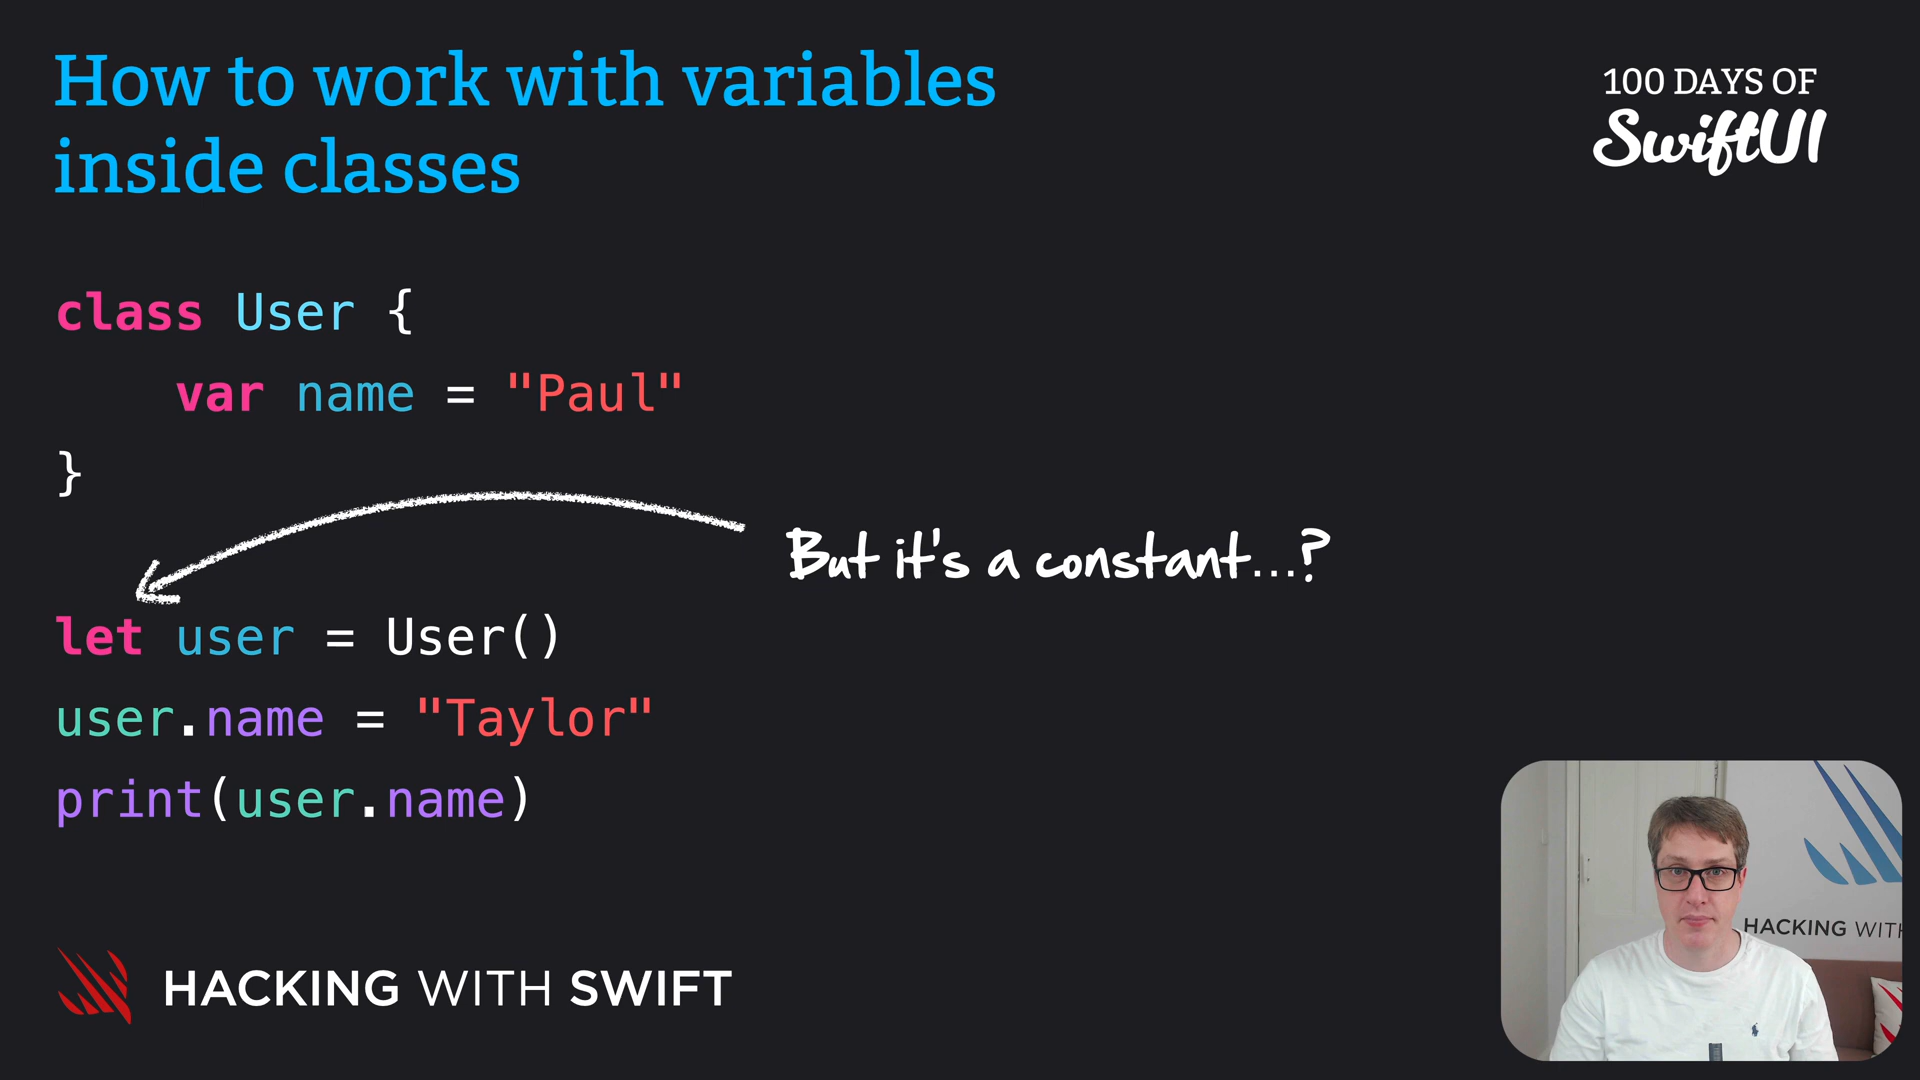 How to work with variables
inside classes
100 DAYS OF
SwiftUI
class User {
    var name = "Paul"
}
But it's a constant...?
let user = User()
user.name = "Taylor"
print(user.name)
HACKING WITH SWIFT
HACKING WITH